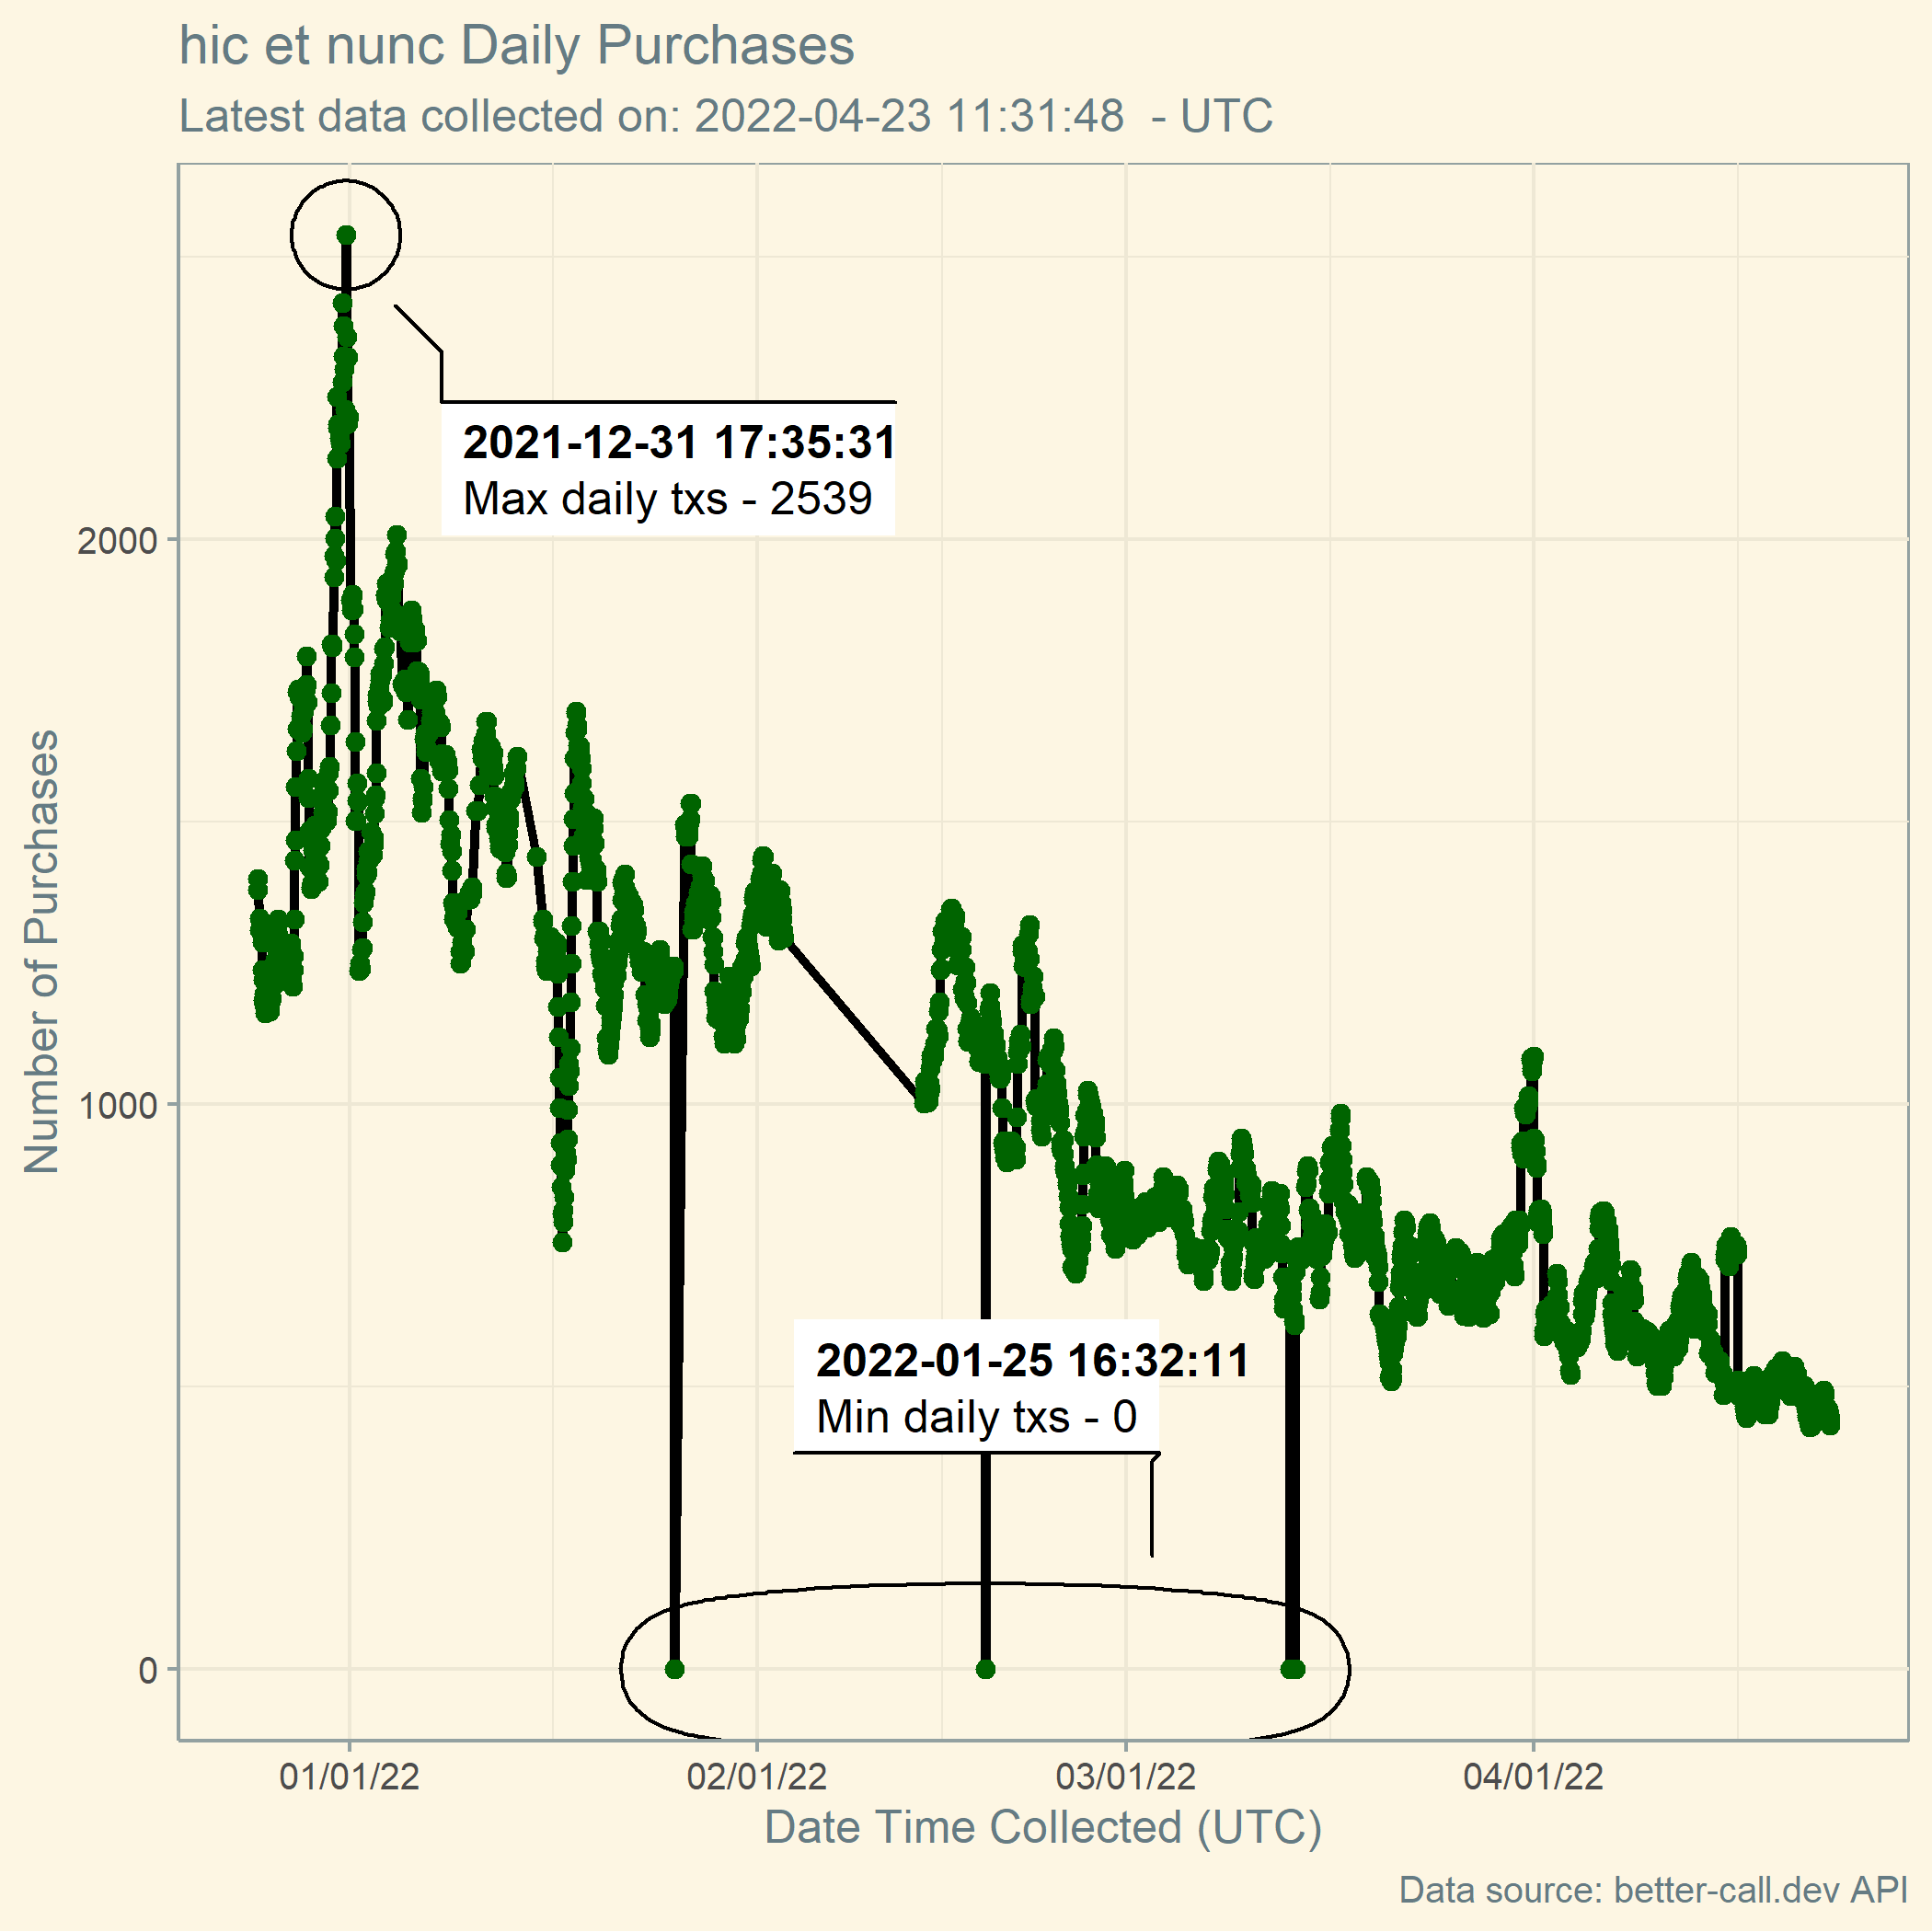 hic et nunc Daily Purchases
Latest data collected on: 2022-04-23 11:31:48  - UTC
2021-12-31 17:35:31
Max daily txs - 2539
2000
Number of Purchases
1000
2022-01-25 16:32:11
Min daily txs - 0
0
01/01/22 02/01/22 03/01/22 04/01/22
Date Time Collected (UTC)
Data source: better-call.dev API